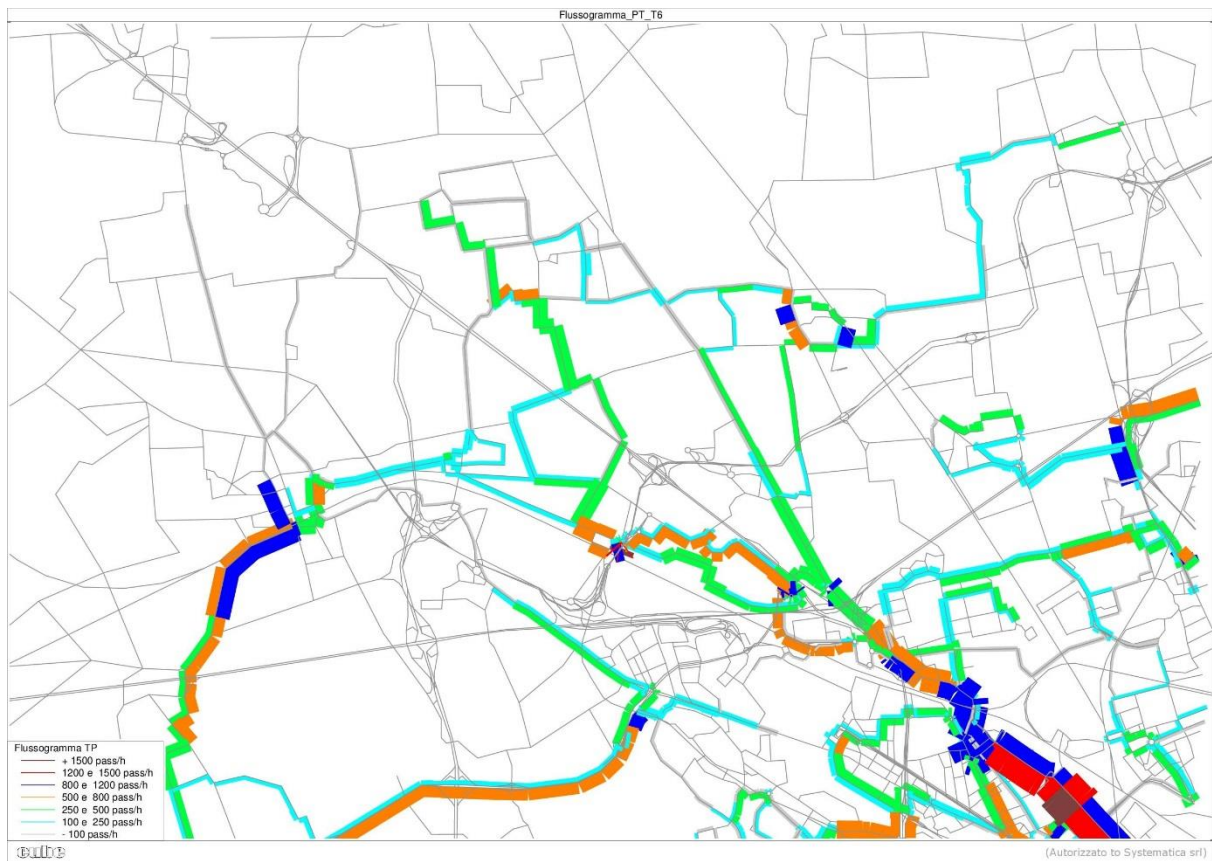 Flussogramma_PT_T6
Flussogramma TP
+ 1500 pass/h
1200 e 1500 pass/h
800 e 1200 pass/h
500 e 800 pass/h
250 e 500 pass/h
100 e 250 pass/h
- 100 pass/h
cube
(Autorizzato to Systematica srl)